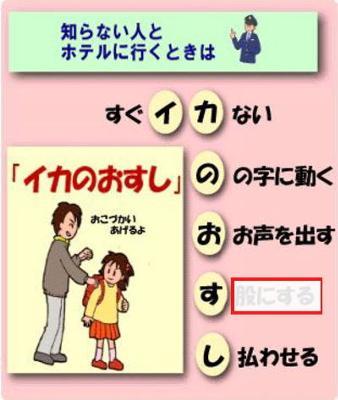 知らない人と
ホテルに行くときは
すぐイカない
「イカのおすし」
おこづかい
あげるよ
のの字に動く
おお声を出す
す股にする
し払わせる